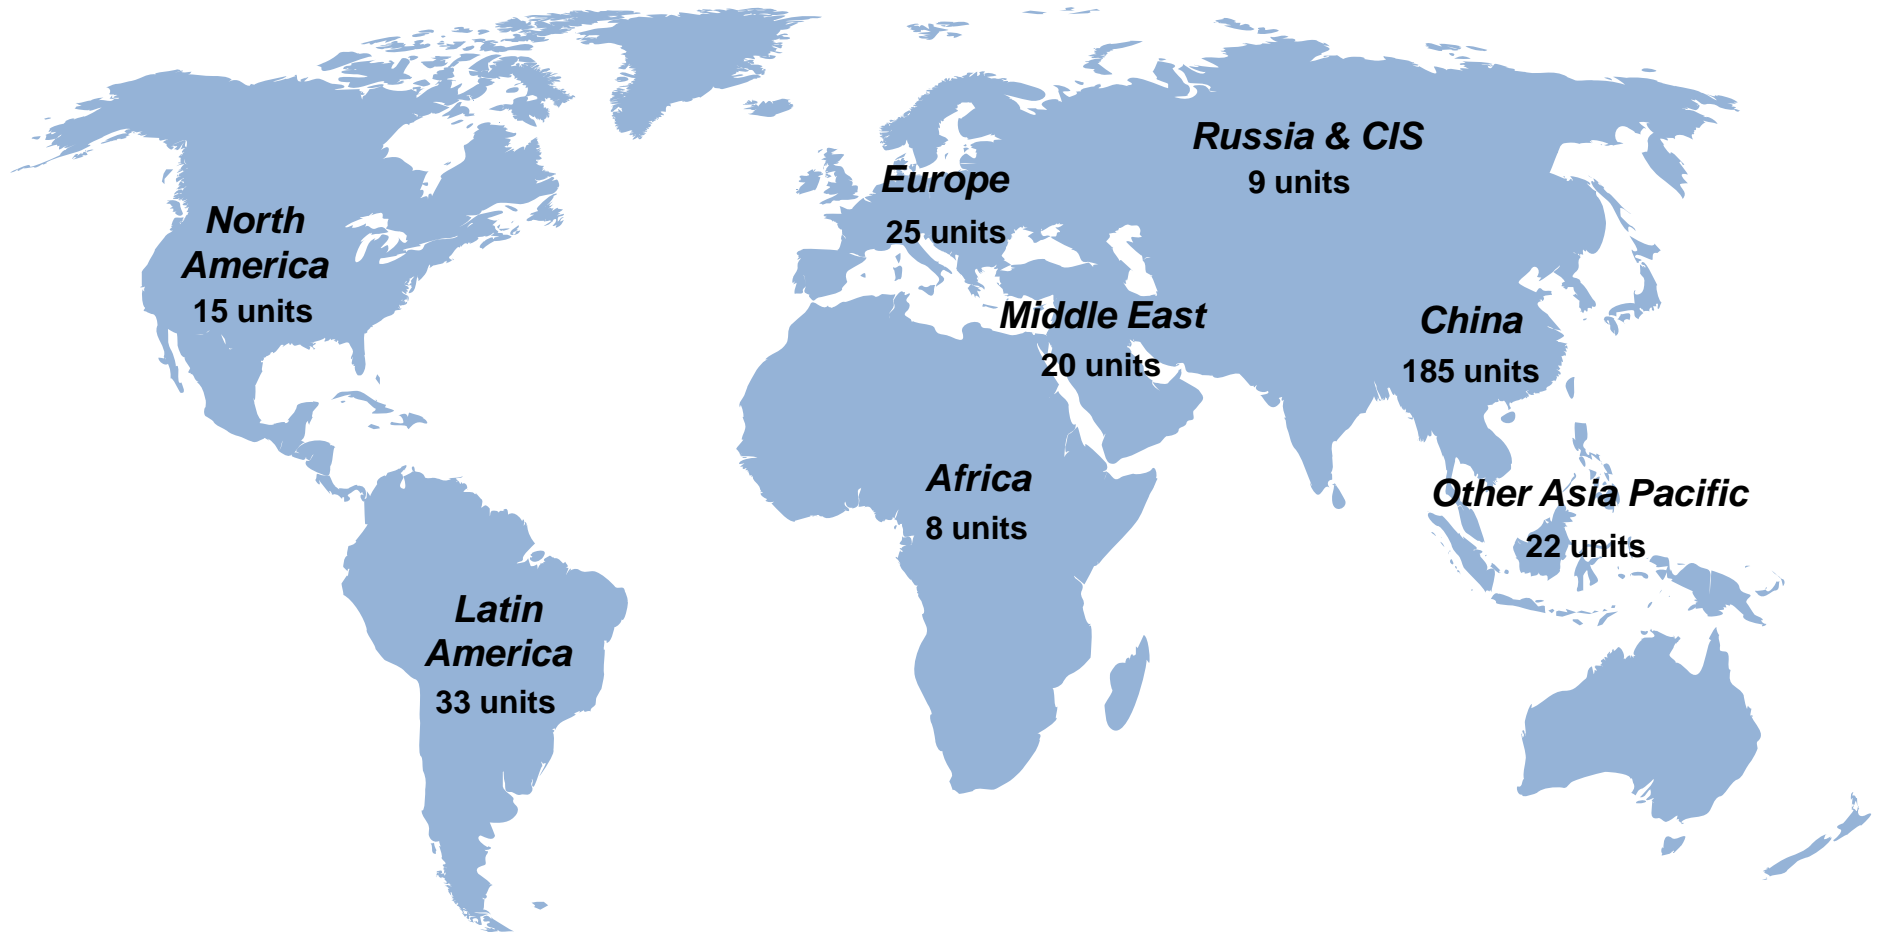 Russia & CIS
9 units
Europe
25 units
North
America
15 units
Middle East
20 units
China
185 units
Africa
8 units
Other Asia Pacific
22 units
Latin
America
33 units